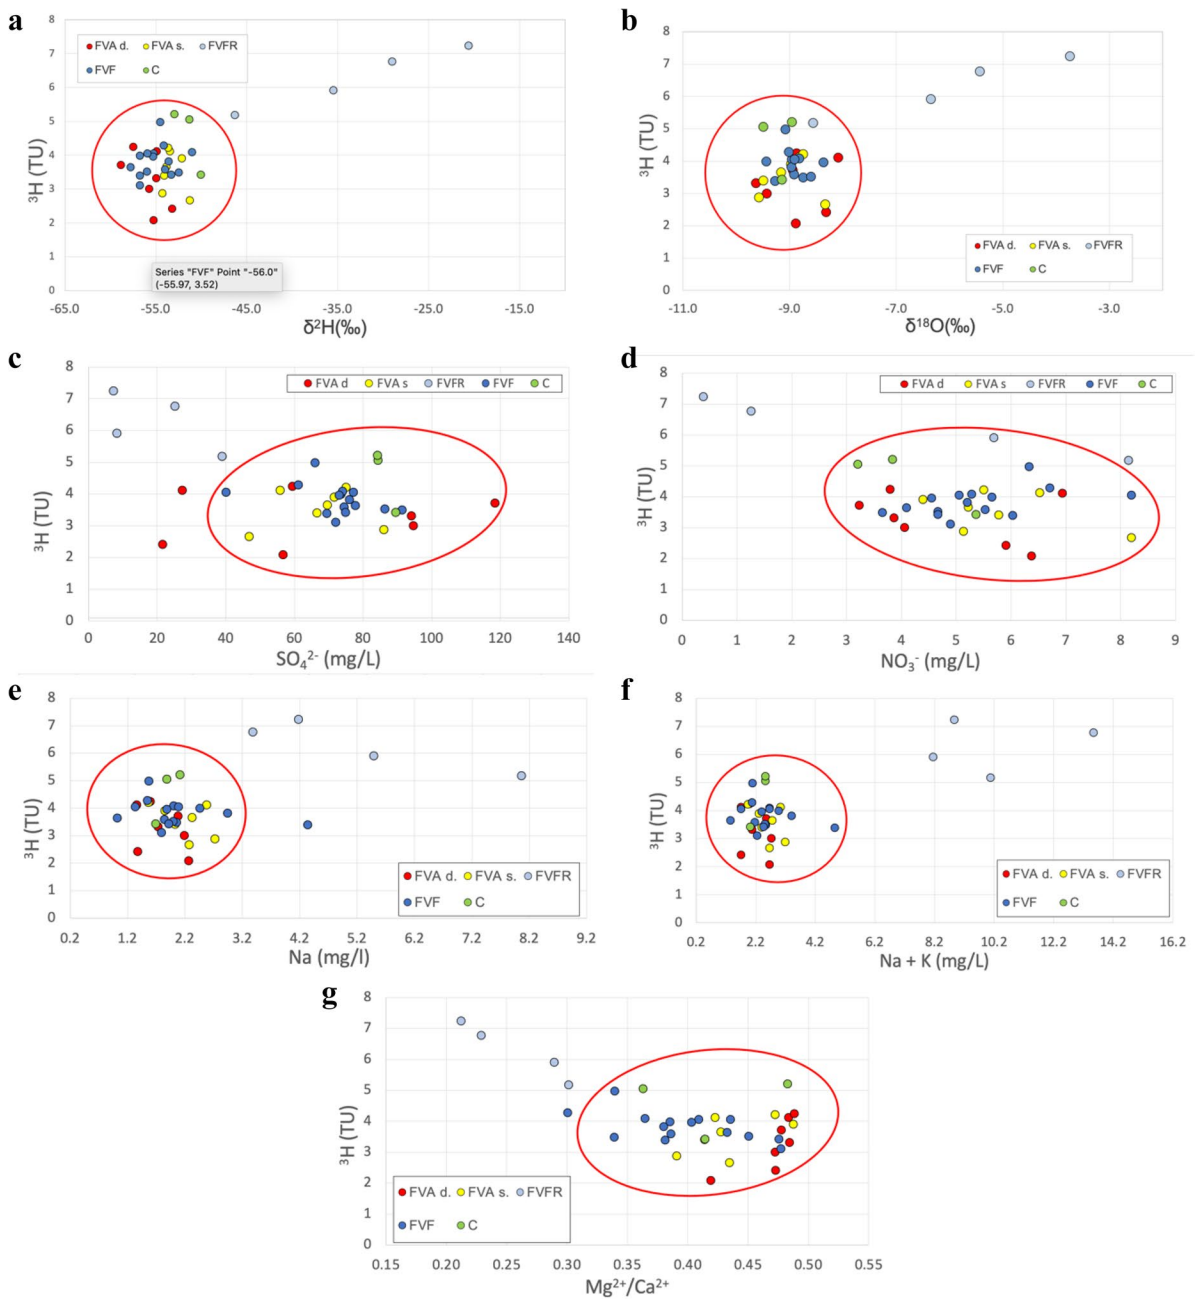 a
8
7
6
5
4
3
2
1
0
³H (TU)
FVA d. FVA s. FVFR
FVF C
Series "FVF" Point "-56.0"
(-55.97, 3.52)
-65.0 -55.0 -45.0 -35.0 -25.0 -15.0
δ²H(‰)
b
8
7
6
5
4
3
2
1
0
³H (TU)
FVA d. FVA s. FVFR
FVF C
-11.0 -9.0 -7.0 -5.0 -3.0
δ¹⁸O(‰)
c
8
7
6
5
4
3
2
1
0
³H (TU)
FVA d FVA s FVFR FVF C
0 20 40 60 80 100 120 140
SO₄²⁻ (mg/L)
d
8
7
6
5
4
3
2
1
0
³H (TU)
FVA d FVA s FVFR FVF C
0 1 2 3 4 5 6 7 8 9
NO₃⁻ (mg/L)
e
8
7
6
5
4
3
2
1
0
³H (TU)
FVA d. FVA s. FVFR
FVF C
0.2 1.2 2.2 3.2 4.2 5.2 6.2 7.2 8.2 9.2
Na (mg/l)
f
8
7
6
5
4
3
2
1
0
³H (TU)
FVA d. FVA s. FVFR
FVF C
0.2 2.2 4.2 6.2 8.2 10.2 12.2 14.2 16.2
Na + K (mg/L)
g
8
7
6
5
4
3
2
1
0
³H (TU)
FVA d. FVA s. FVFR
FVF C
0.15 0.20 0.25 0.30 0.35 0.40 0.45 0.50 0.55
Mg²⁺/Ca²⁺